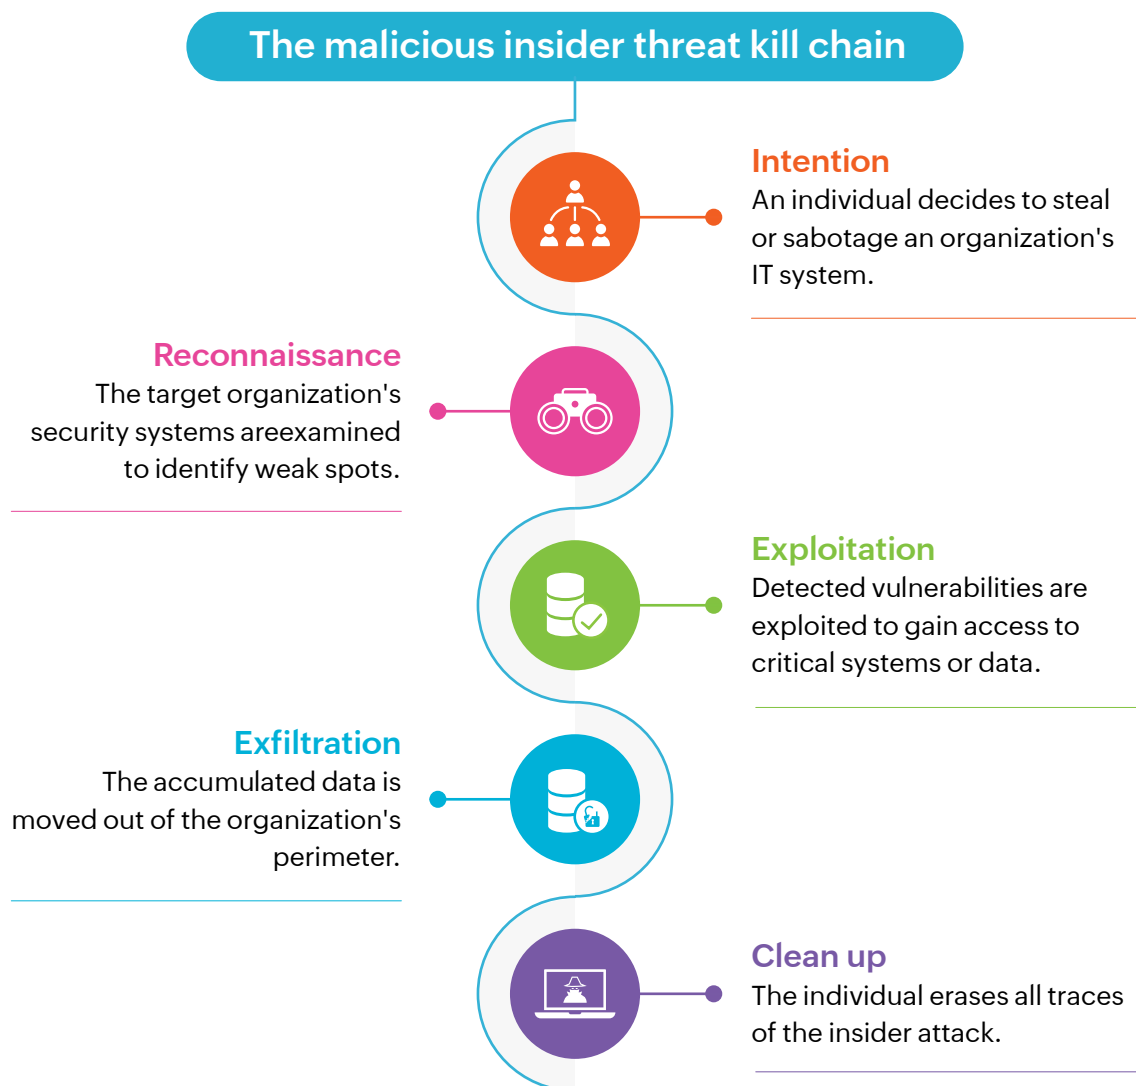 The malicious insider threat kill chain
Intention
An individual decides to steal
or sabotage an organization's
IT system.
Reconnaissance
The target organization's
security systems areexamined
to identify weak spots.
Exploitation
Detected vulnerabilities are
exploited to gain access to
critical systems or data.
Exfiltration
The accumulated data is
moved out of the organization's
perimeter.
Clean up
The individual erases all traces
of the insider attack.